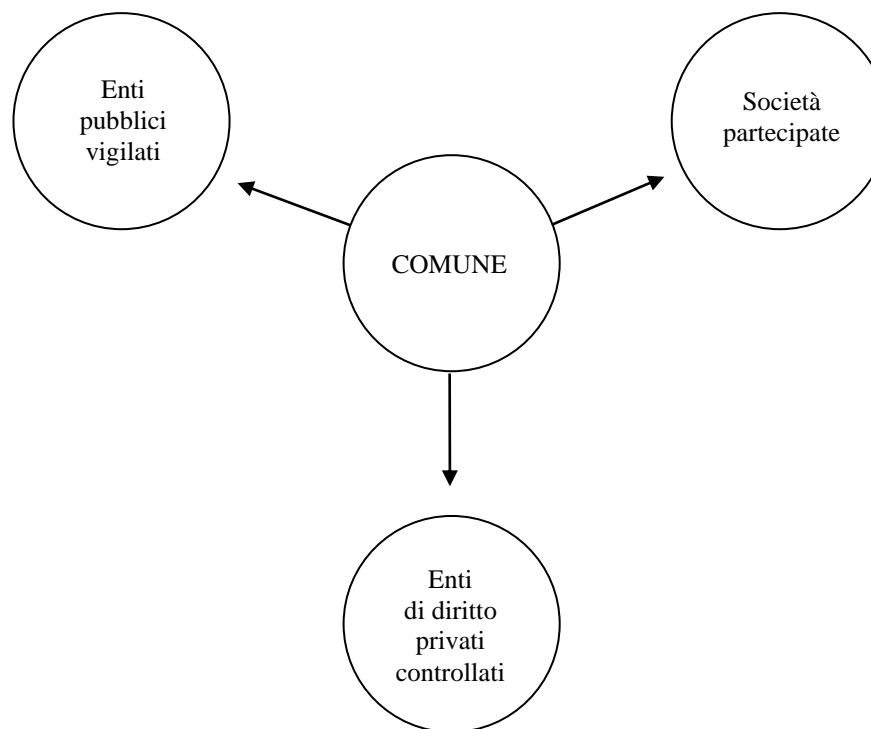 Enti
pubblici
vigilati
Società
partecipate
COMUNE
Enti
di diritto
privati
controllati